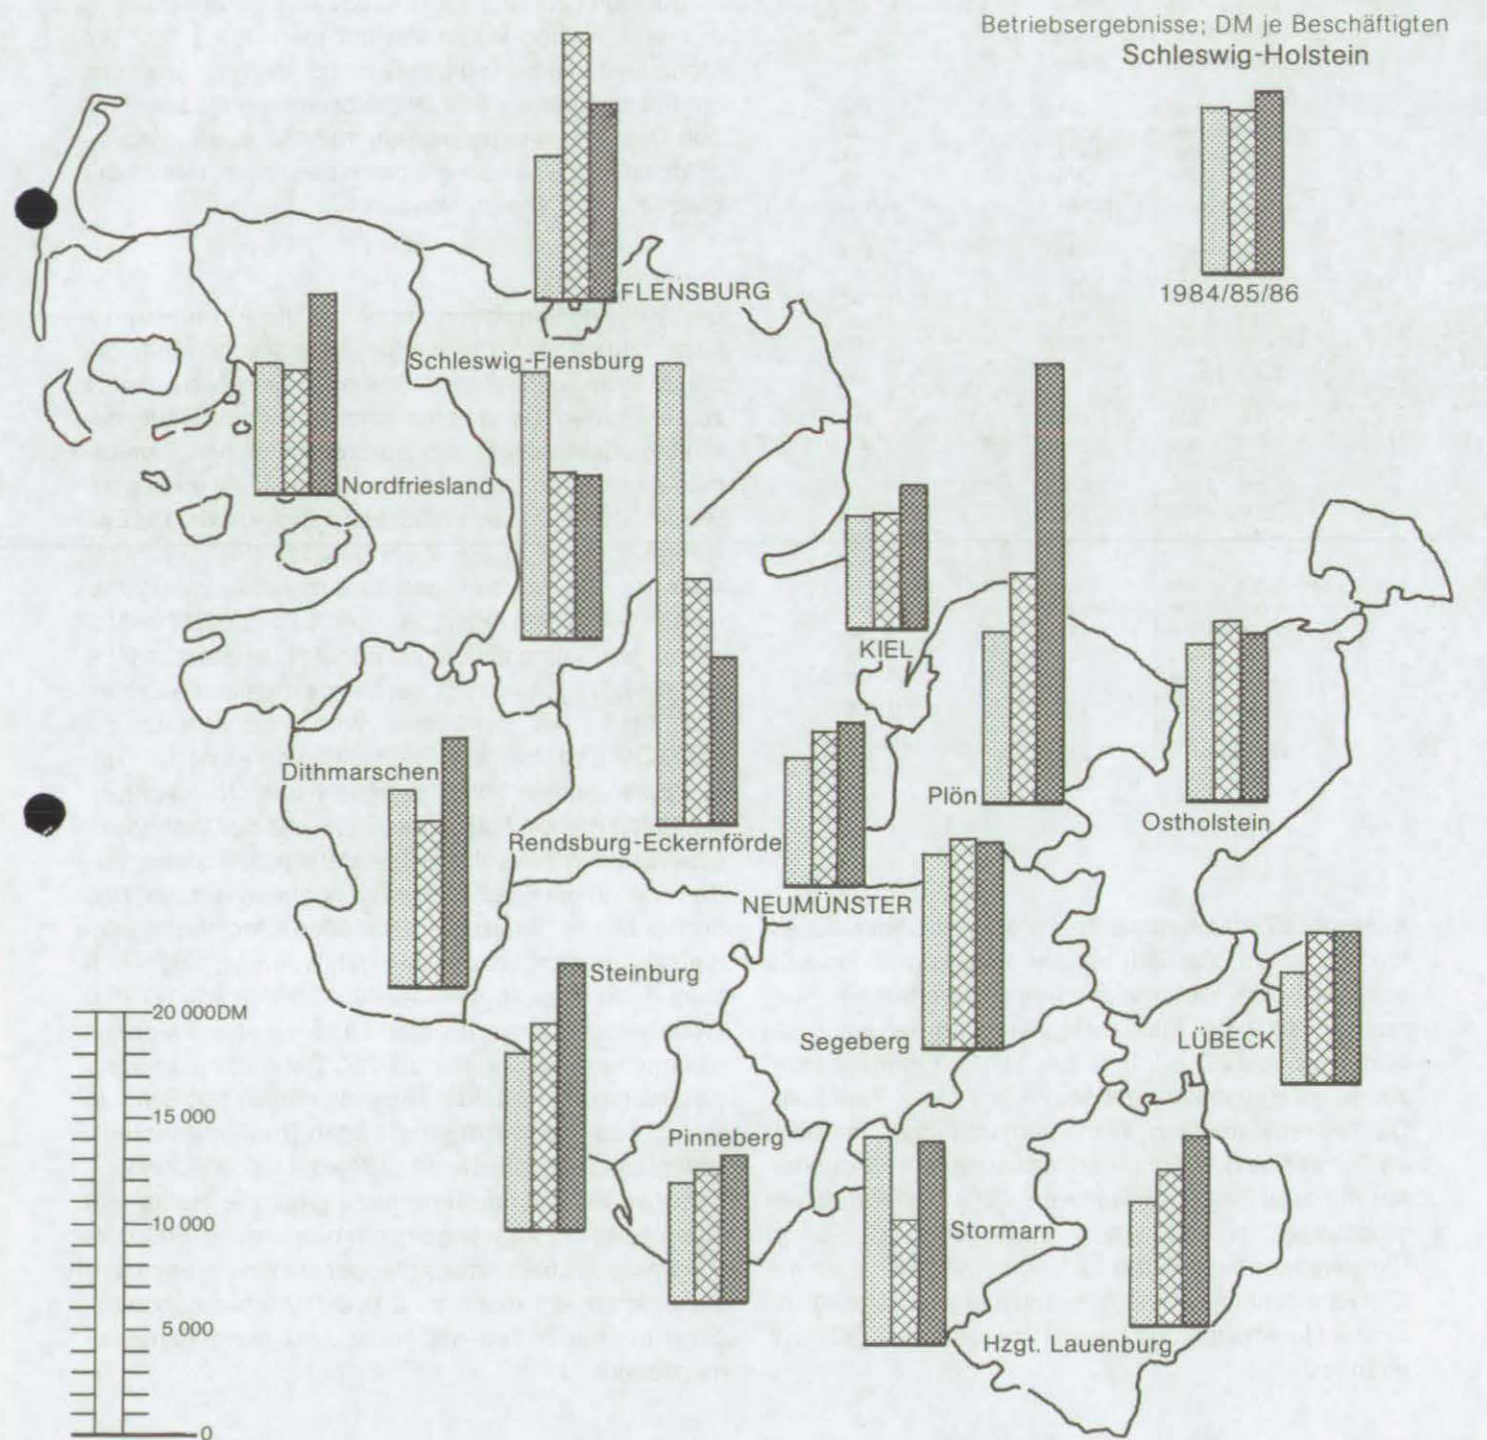 Betriebsergebnisse; DM je Beschäftigten
Schleswig-Holstein
1984/85/86
FLENSBURG
Schleswig-Flensburg
Nordfriesland
KIEL
Dithmarschen
Plön
Ostholstein
Rendsburg-Eckernförde
NEUMÜNSTER
Steinburg
20 000DM
Segeberg
LÜBECK
15 000
Pinneberg
10 000
Stormarn
5 000
Hzgt. Lauenburg
0